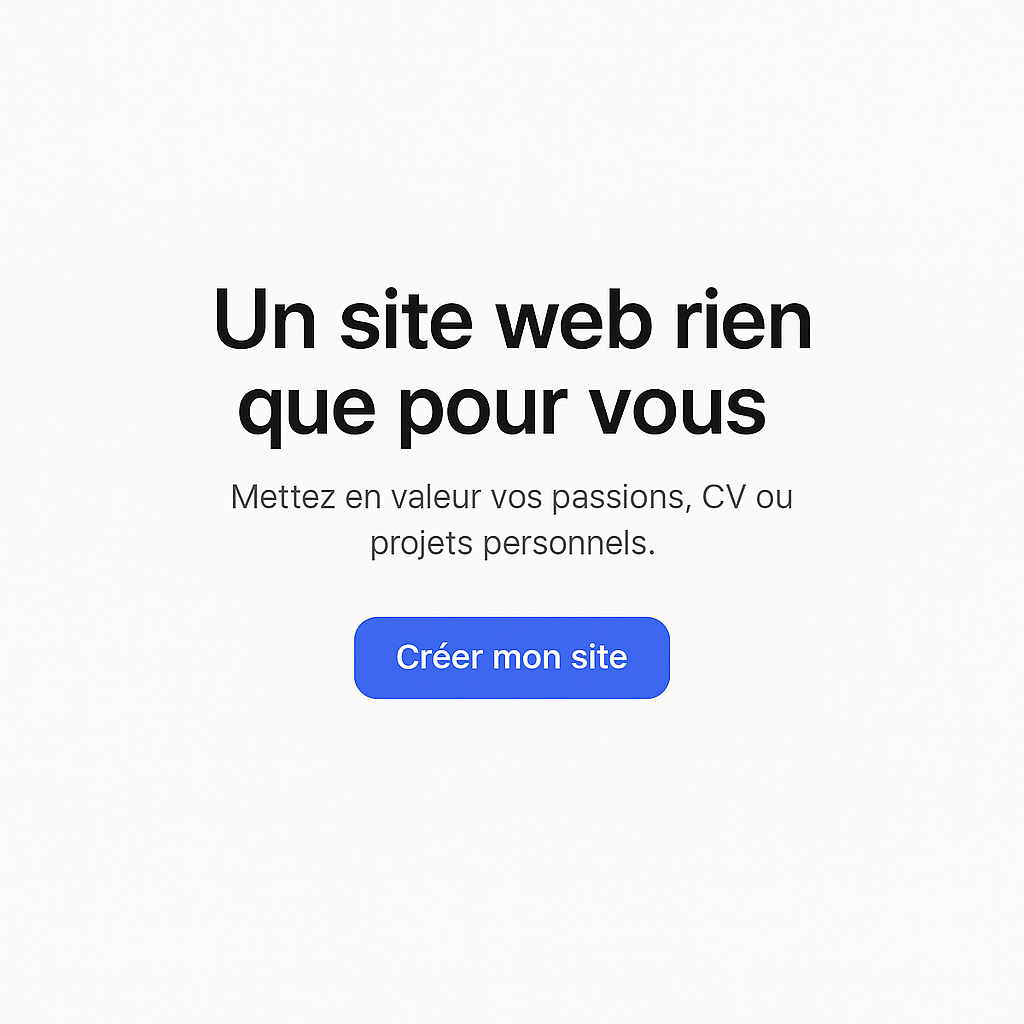 Un site web rien
que pour vous
Mettez en valeur vos passions, CV ou
projets personnels.
Créer mon site